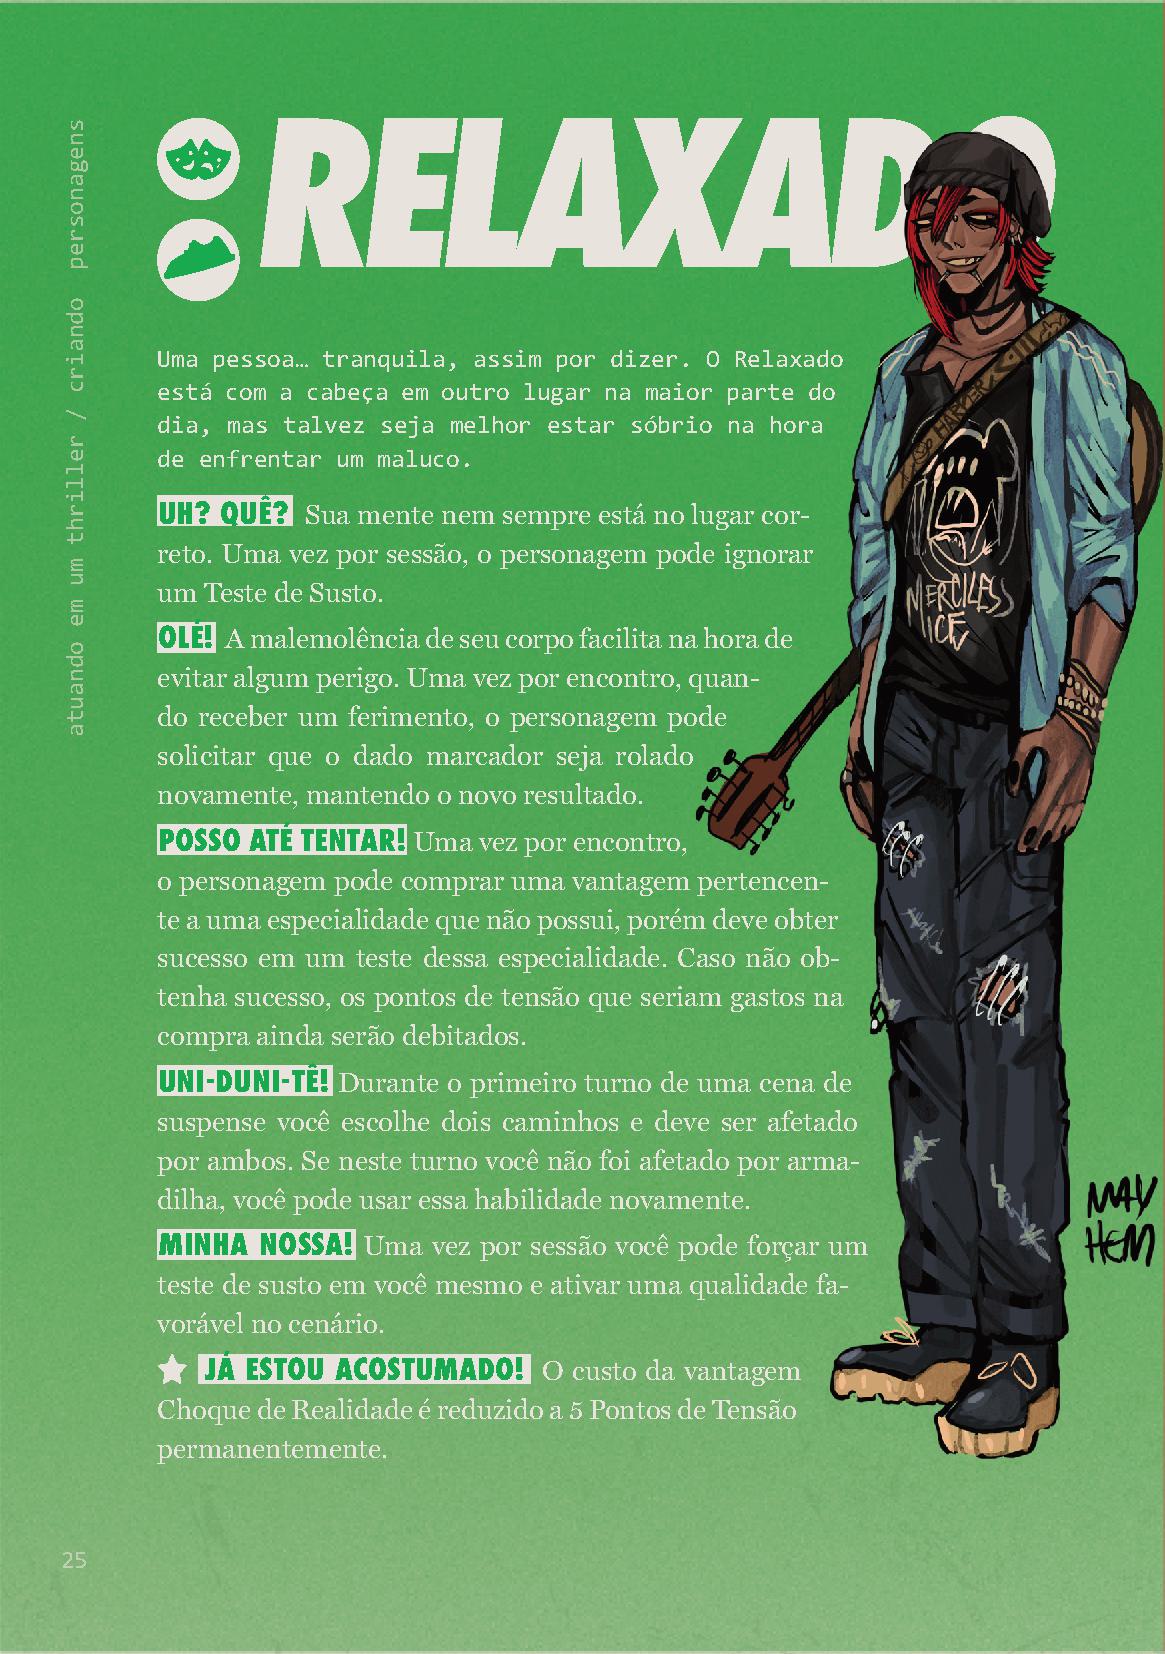 RELAXADO
atuando em um thriller / criando personagens
Uma pessoa… tranquila, assim por dizer. O Relaxado
está com a cabeça em outro lugar na maior parte do
dia, mas talvez seja melhor estar sóbrio na hora
de enfrentar um maluco.
UH? QUÊ? Sua mente nem sempre está no lugar cor-
reto. Uma vez por sessão, o personagem pode ignorar
um Teste de Susto.
OLÉ! A malemolência de seu corpo facilita na hora de
evitar algum perigo. Uma vez por encontro, quan-
do receber um ferimento, o personagem pode
solicitar que o dado marcador seja rolado
novamente, mantendo o novo resultado.
POSSO ATÉ TENTAR! Uma vez por encontro,
o personagem pode comprar uma vantagem pertencen-
te a uma especialidade que não possui, porém deve obter
sucesso em um teste dessa especialidade. Caso não ob-
tenha sucesso, os pontos de tensão que seriam gastos na
compra ainda serão debitados.
UNI-DUNI-TÊ! Durante o primeiro turno de uma cena de
suspense você escolhe dois caminhos e deve ser afetado
por ambos. Se neste turno você não foi afetado por arma-
dilha, você pode usar essa habilidade novamente.
MINHA NOSSA! Uma vez por sessão você pode forçar um
teste de susto em você mesmo e ativar uma qualidade fa-
vorável no cenário.
JÁ ESTOU ACOSTUMADO! O custo da vantagem
Choque de Realidade é reduzido a 5 Pontos de Tensão
permanentemente.
MERCILESS
MICE
MAY
HEM
25